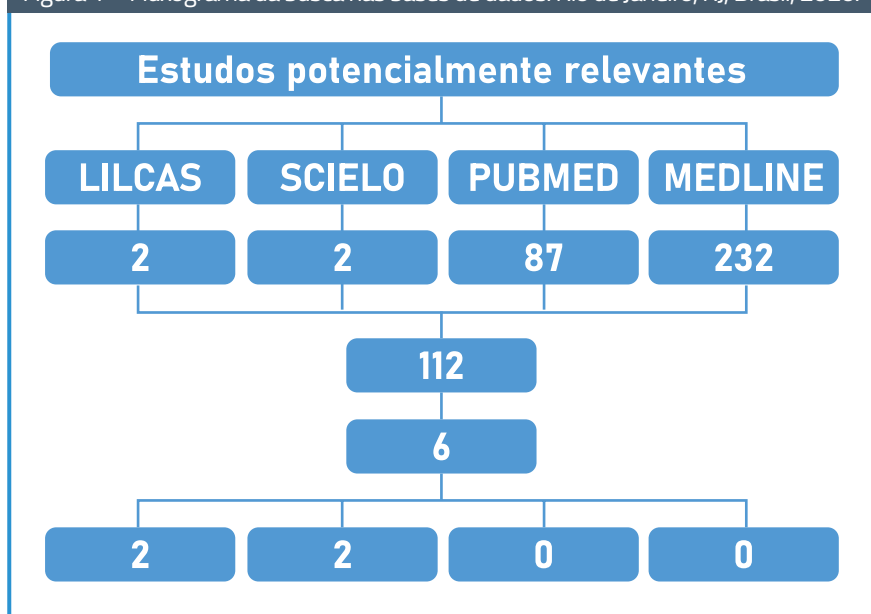 Estudos potencialmente relevantes
LILCAS SCIELO PUBMED MEDLINE
2 2 87 232
112
6
2 2 0 0